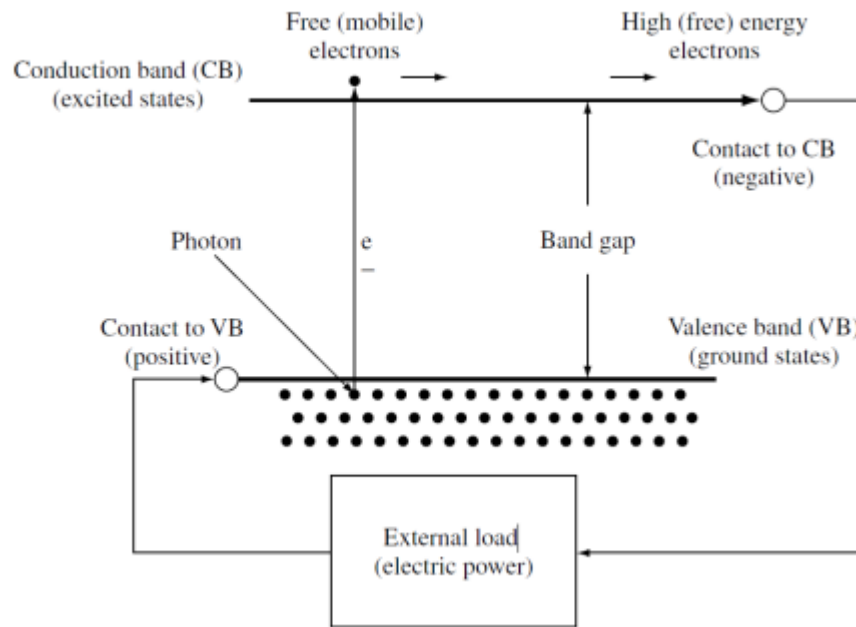 Free (mobile)
electrons
High (free) energy
electrons
Conduction band (CB)
(excited states)
Contact to CB
(negative)
Photon
e
–
Band gap
Contact to VB
(positive)
Valence band (VB)
(ground states)
External load
(electric power)